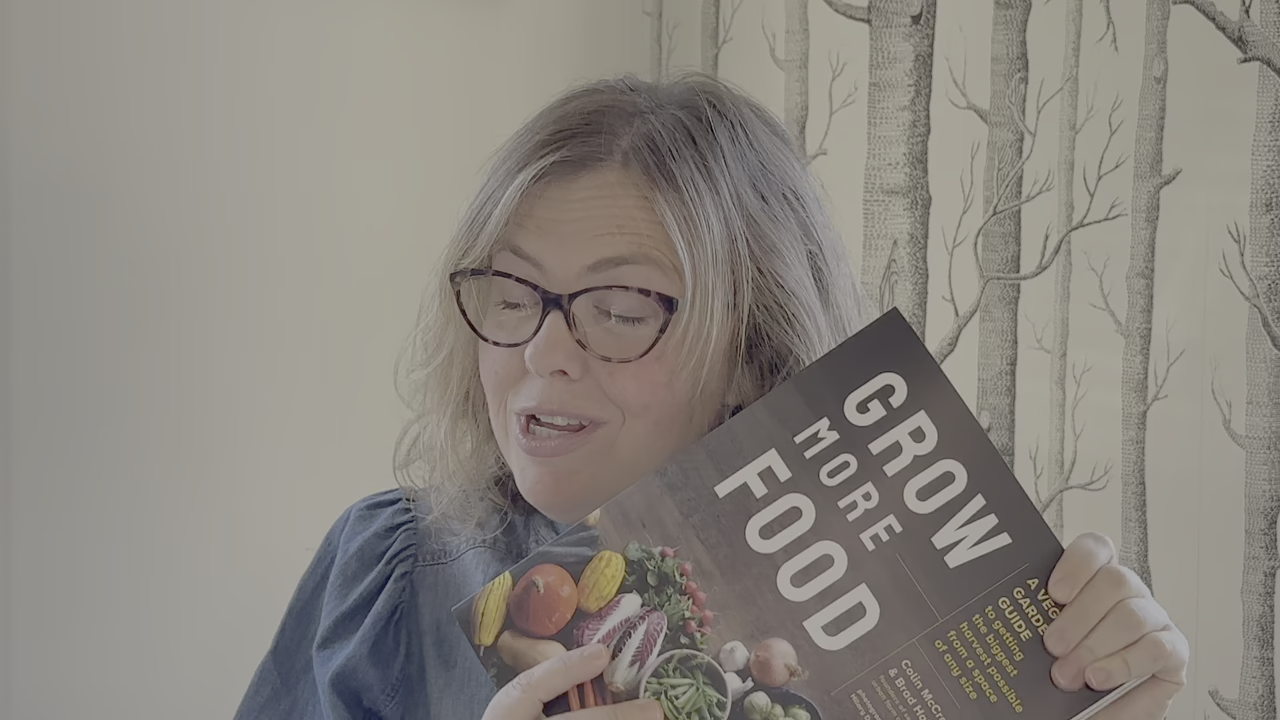 GROW
MORE
FOOD
A VEG
GARDE
GUIDE
to getting
the biggest
harvest possible
from a space
of any size
Colin McCr
& Brad Ha